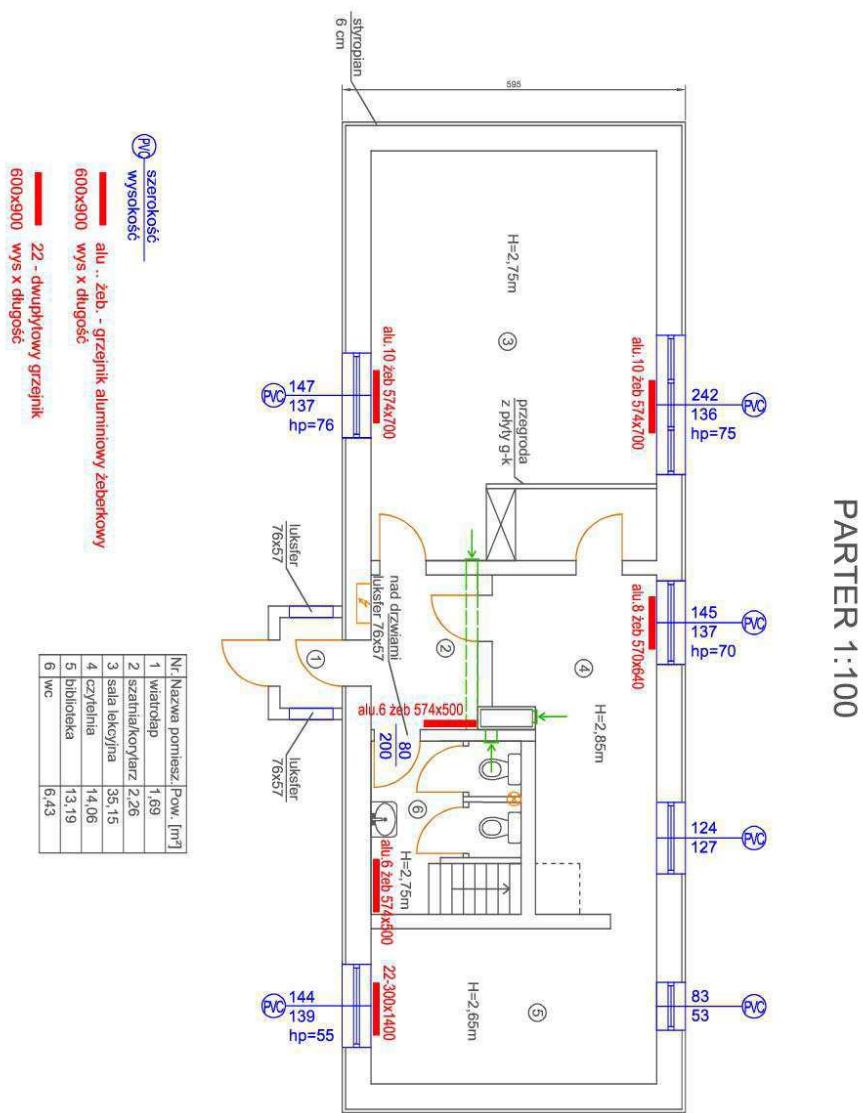 PARTER 1:100
styropian
6 cm
595
H=2,75m
3
alu.10 żeb 574x700
alu.10 żeb 574x700
PVC
242
136
hp=75
PVC
147
137
hp=76
przegroda
z płyty g-k
PVC
145
137
hp=70
alu.8 żeb 570x640
4
H=2,85m
2
nad drzwiami
luksfer 76x57
luksfer
76x57
1
luksfer
76x57
alu.6 żeb 574x500
80
200
6
H=2,75m
alu.6 żeb 574x500
PVC
124
127
PVC
83
53
5
H=2,65m
22-300x1400
PVC
144
139
hp=55
PVC
szerokość
wysokość
alu .. żeb. - grzejnik aluminiowy żeberkowy
600x900 wys x długość
22 - dwupłytowy grzejnik
600x900 wys x długość
Nr. Nazwa pomiesz. Pow. [m²]
1 wiatrołap 1,69
2 szatnia/korytarz 2,26
3 sala lekcyjna 35,15
4 czytelnia 14,06
5 biblioteka 13,19
6 wc 6,43